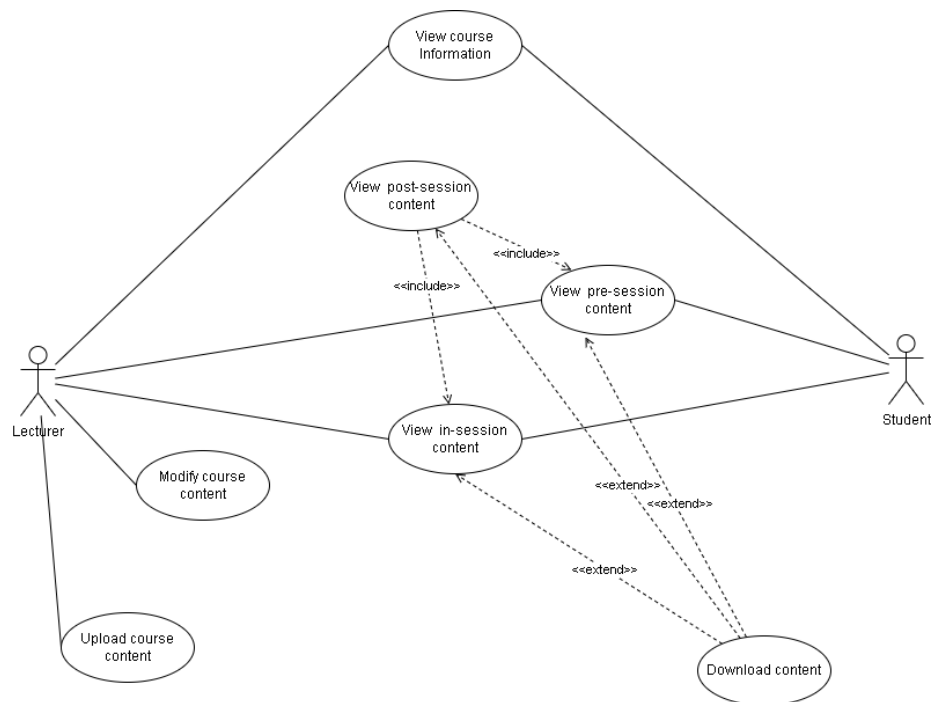 View course
Information
View post-session
content
<<include>>
<<include>>
View pre-session
content
Lecturer
Student
View in-session
content
Modify course
content
<<extend>>
<<extend>>
<<extend>>
Upload course
content
Download content